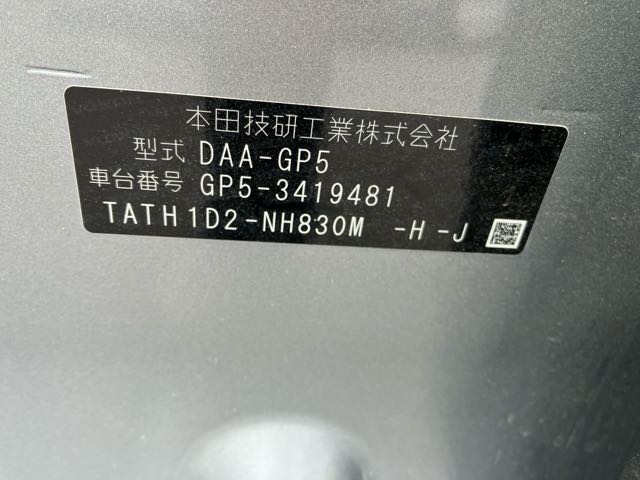 本田技研工業株式会社
型式 DAA-GP5
車台番号 GP5-3419481
TATH1D2-NH830M -H-J